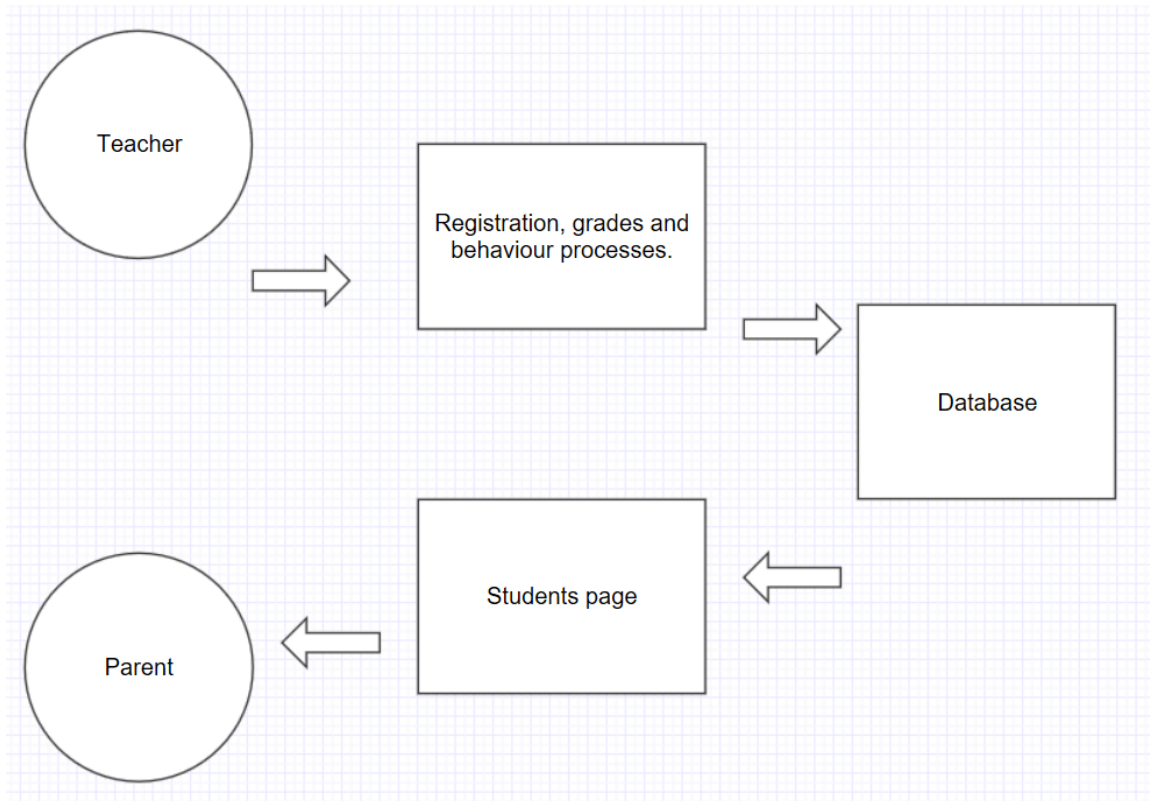 Teacher
Registration, grades and
behaviour processes.
Database
Students page
Parent